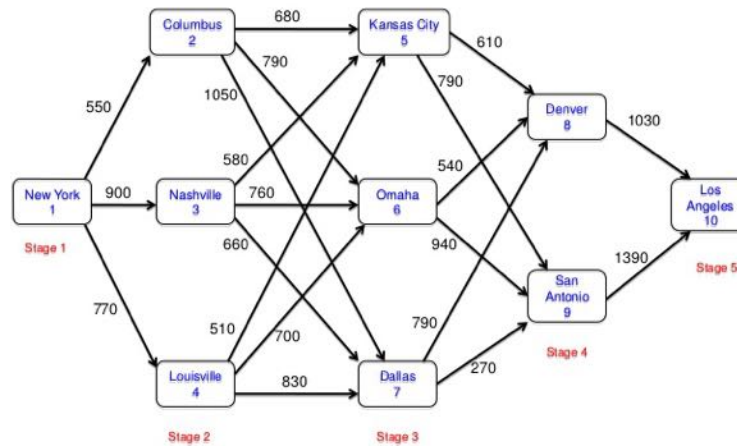 Columbus
2
680
Kansas City
5
610
790
790
550
1050
Denver
8
1030
580
540
New York
1
900
Nashville
3
760
Omaha
6
Los
Angeles
10
Stage 1
660
940
1390
Stage 5
770
San
Antonio
9
510
700
790
Stage 4
Louisville
4
830
Dallas
7
270
Stage 2
Stage 3